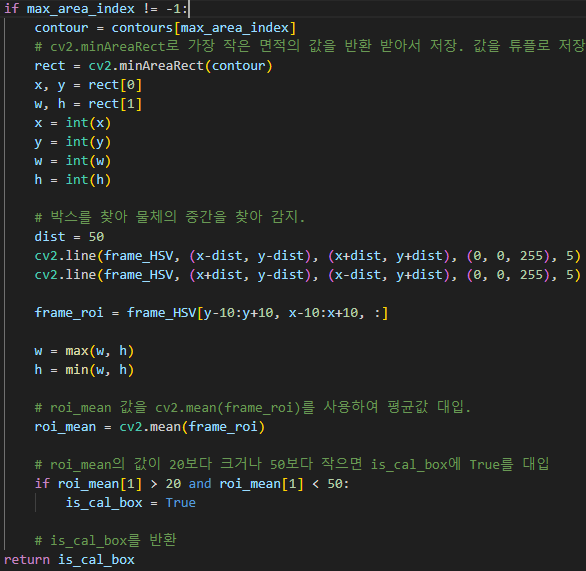 if max_area_index != -1:
    contour = contours[max_area_index]
    # cv2.minAreaRect로 가장 작은 면적의 값을 반환 받아서 저장. 값을 튜플로 저장
    rect = cv2.minAreaRect(contour)
    x, y = rect[0]
    w, h = rect[1]
    x = int(x)
    y = int(y)
    w = int(w)
    h = int(h)
    # 박스를 찾아 물체의 중간을 찾아 감지.
    dist = 50
    cv2.line(frame_HSV, (x-dist, y-dist), (x+dist, y+dist), (0, 0, 255), 5)
    cv2.line(frame_HSV, (x+dist, y-dist), (x-dist, y+dist), (0, 0, 255), 5)
    frame_roi = frame_HSV[y-10:y+10, x-10:x+10, :]
    w = max(w, h)
    h = min(w, h)
    # roi_mean 값을 cv2.mean(frame_roi)를 사용하여 평균값 대입.
    roi_mean = cv2.mean(frame_roi)
    # roi_mean의 값이 20보다 크거나 50보다 작으면 is_cal_box에 True를 대입
    if roi_mean[1] > 20 and roi_mean[1] < 50:
        is_cal_box = True
    # is_cal_box를 반환
return is_cal_box